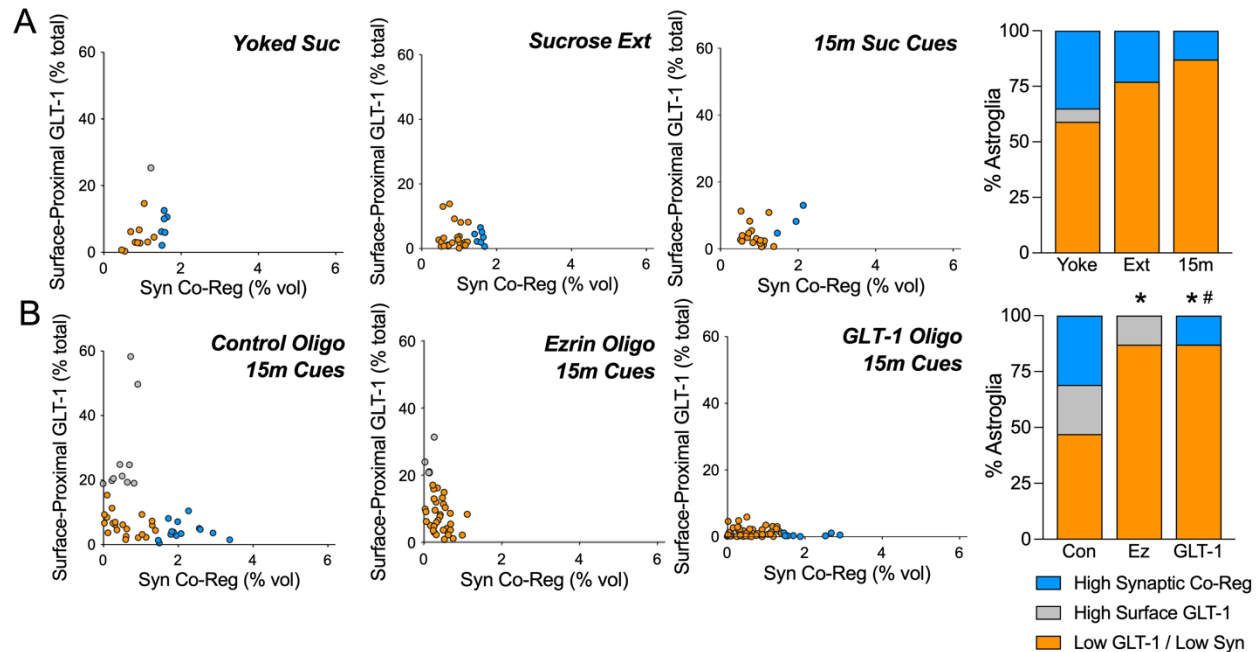 A
Yoked Suc
Surface-Proximal GLT-1 (% total)
60
40
20
0
0 2 4 6
Syn Co-Reg (% vol)
Sucrose Ext
Surface-Proximal GLT-1 (% total)
60
40
20
0
0 2 4 6
Syn Co-Reg (% vol)
15m Suc Cues
Surface-Proximal GLT-1 (% total)
60
40
20
0
0 2 4 6
Syn Co-Reg (% vol)
% Astroglia
100
75
50
25
0
Yoke Ext 15m
B
Control Oligo
15m Cues
Surface-Proximal GLT-1 (% total)
60
40
20
0
0 2 4 6
Syn Co-Reg (% vol)
Ezrin Oligo
15m Cues
Surface-Proximal GLT-1 (% total)
60
40
20
0
0 2 4 6
Syn Co-Reg (% vol)
GLT-1 Oligo
15m Cues
Surface-Proximal GLT-1 (% total)
60
40
20
0
0 2 4 6
Syn Co-Reg (% vol)
* * #
% Astroglia
100
75
50
25
0
Con Ez GLT-1
High Synaptic Co-Reg
High Surface GLT-1
Low GLT-1 / Low Syn